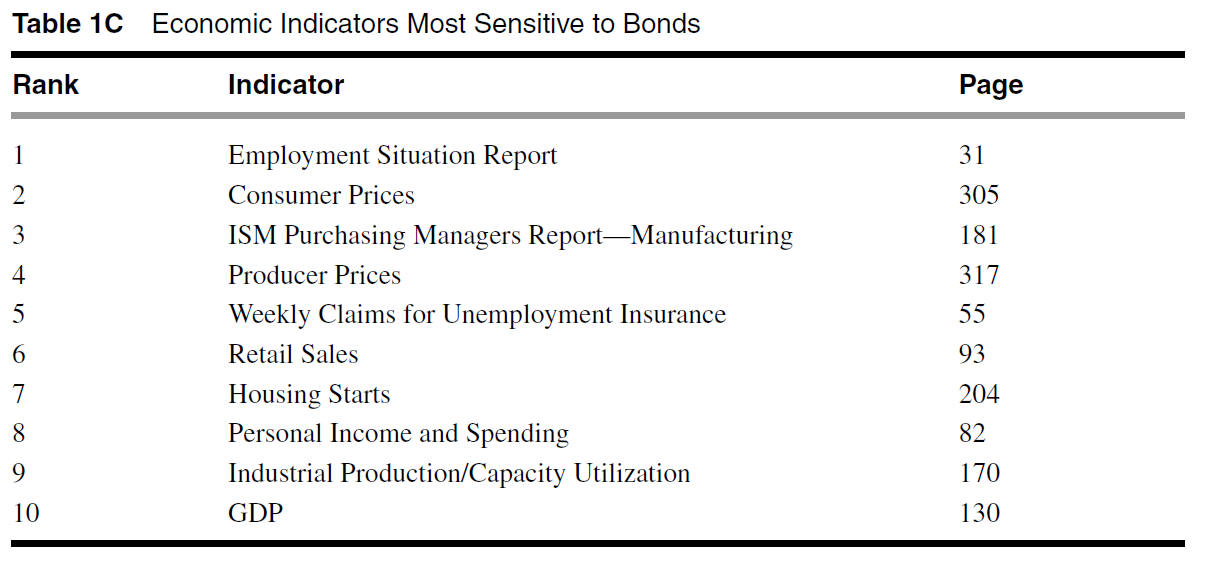 Table 1C Economic Indicators Most Sensitive to Bonds
Rank Indicator Page
1 Employment Situation Report 31
2 Consumer Prices 305
3 ISM Purchasing Managers Report—Manufacturing 181
4 Producer Prices 317
5 Weekly Claims for Unemployment Insurance 55
6 Retail Sales 93
7 Housing Starts 204
8 Personal Income and Spending 82
9 Industrial Production/Capacity Utilization 170
10 GDP 130